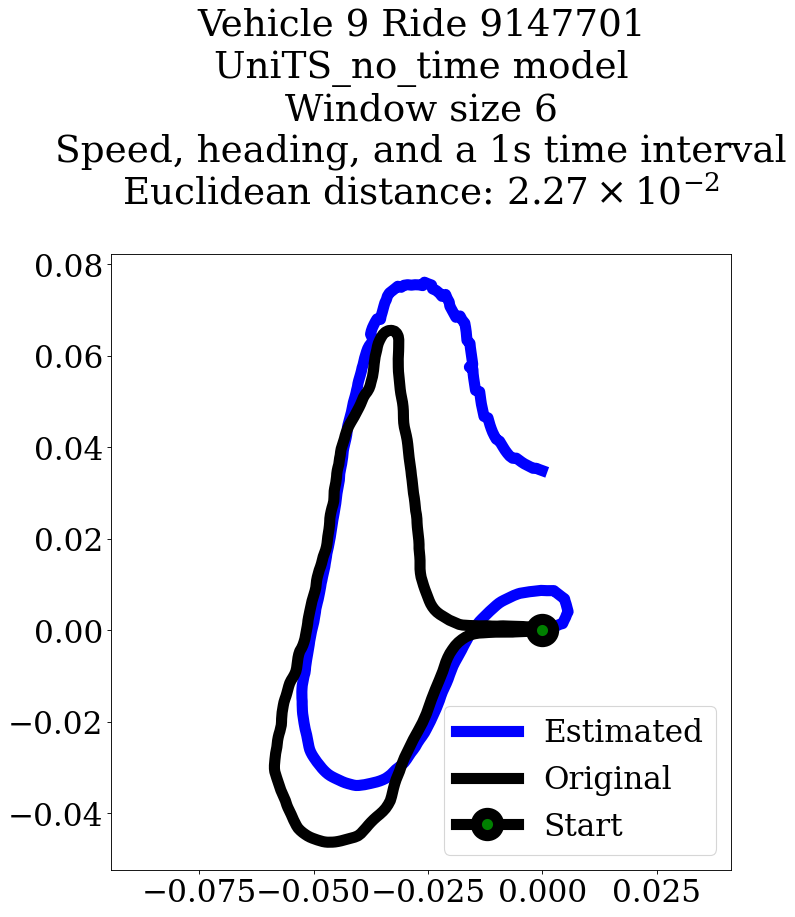 Vehicle 9 Ride 9147701
UniTS_no_time model
Window size 6
Speed, heading, and a 1s time interval
Euclidean distance: 2.27 × 10⁻²
0.08
0.06
0.04
0.02
0.00
−0.02
−0.04
Estimated
Original
Start
−0.075 −0.050 −0.025 0.000 0.025